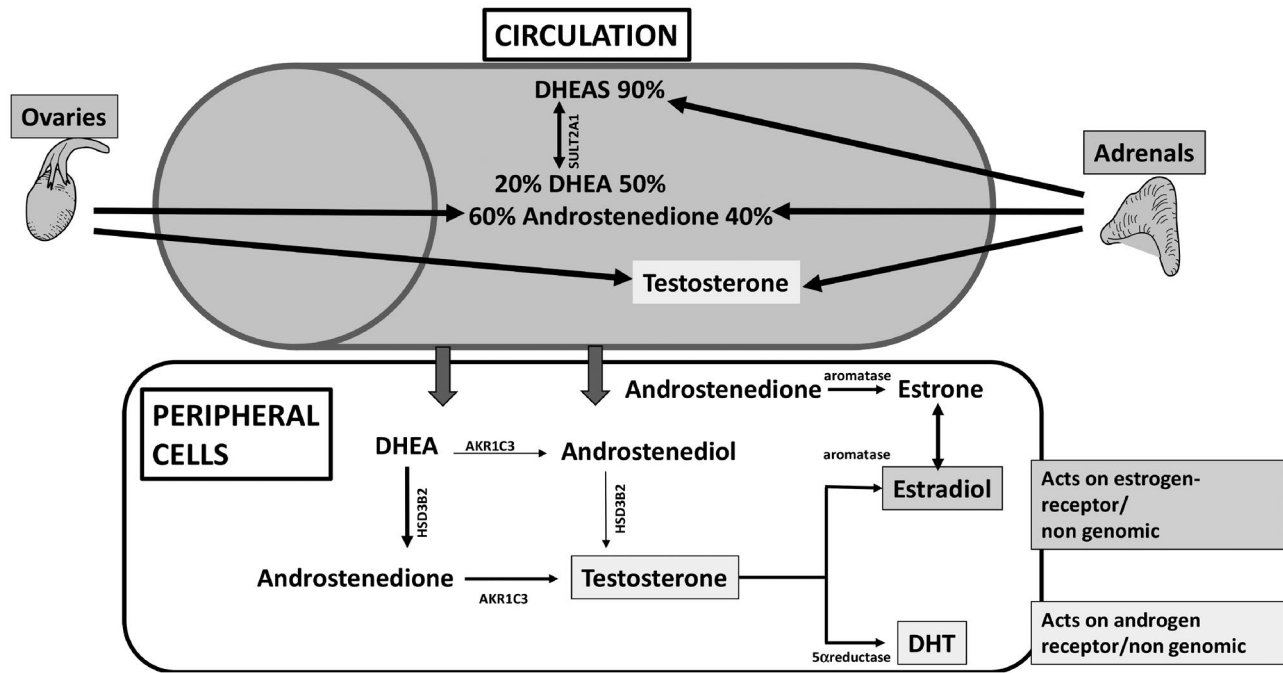 CIRCULATION
Ovaries
Adrenals
DHEAS 90%
SULT2A1
20% DHEA 50%
60% Androstenedione 40%
Testosterone
PERIPHERAL
CELLS
Androstenedione
aromatase
Estrone
DHEA
AKR1C3
Androstenediol
HSD3B2
HSD3B2
aromatase
Estradiol
Acts on estrogen-
receptor/
non genomic
Androstenedione
AKR1C3
Testosterone
5αreductase
DHT
Acts on androgen
receptor/non genomic